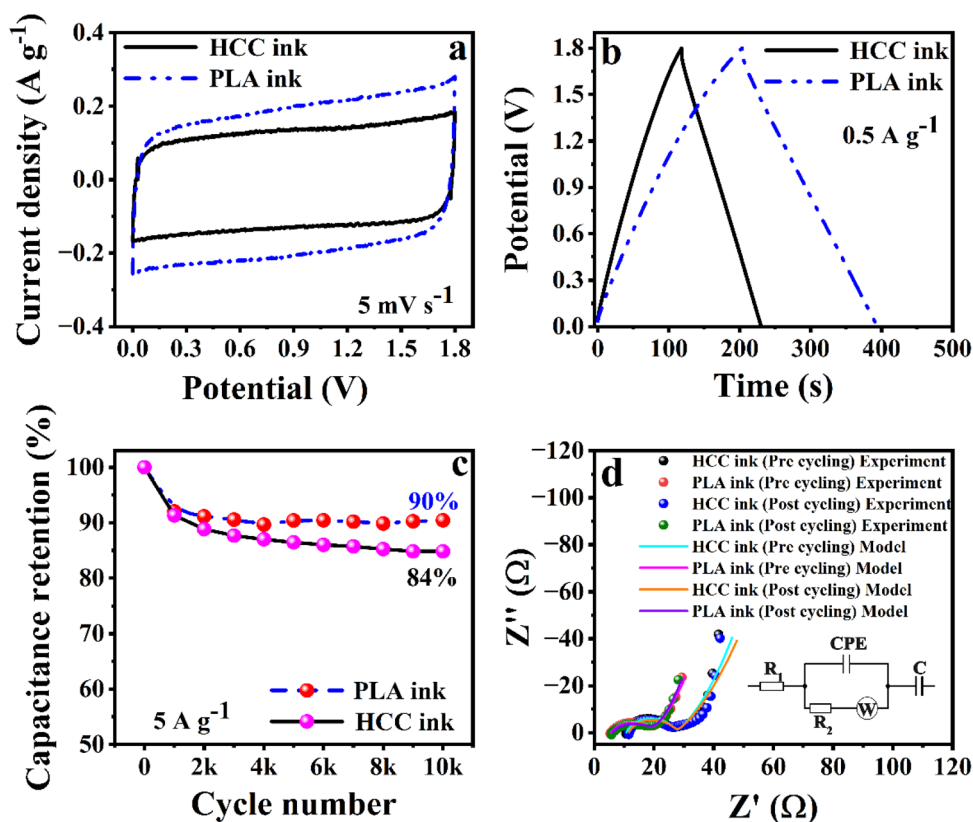 a
HCC ink
PLA ink
5 mV s⁻¹
Current density (A g⁻¹)
0.4
0.2
0.0
−0.2
−0.4
0.0 0.3 0.6 0.9 1.2 1.5 1.8
Potential (V)
b
HCC ink
PLA ink
0.5 A g⁻¹
Potential (V)
1.8
1.5
1.2
0.9
0.6
0.3
0.0
0 100 200 300 400 500
Time (s)
c
90%
84%
PLA ink
HCC ink
5 A g⁻¹
Capacitance retention (%)
100
90
80
70
60
50
0 2k 4k 6k 8k 10k
Cycle number
d
HCC ink (Pre cycling) Experiment
PLA ink (Pre cycling) Experiment
HCC ink (Post cycling) Experiment
PLA ink (Post cycling) Experiment
HCC ink (Pre cycling) Model
PLA ink (Pre cycling) Model
HCC ink (Post cycling) Model
PLA ink (Post cycling) Model
CPE
R₁
C
R₂
W
Z'' (Ω)
−120
−100
−80
−60
−40
−20
0
0 20 40 60 80 100 120
Z' (Ω)